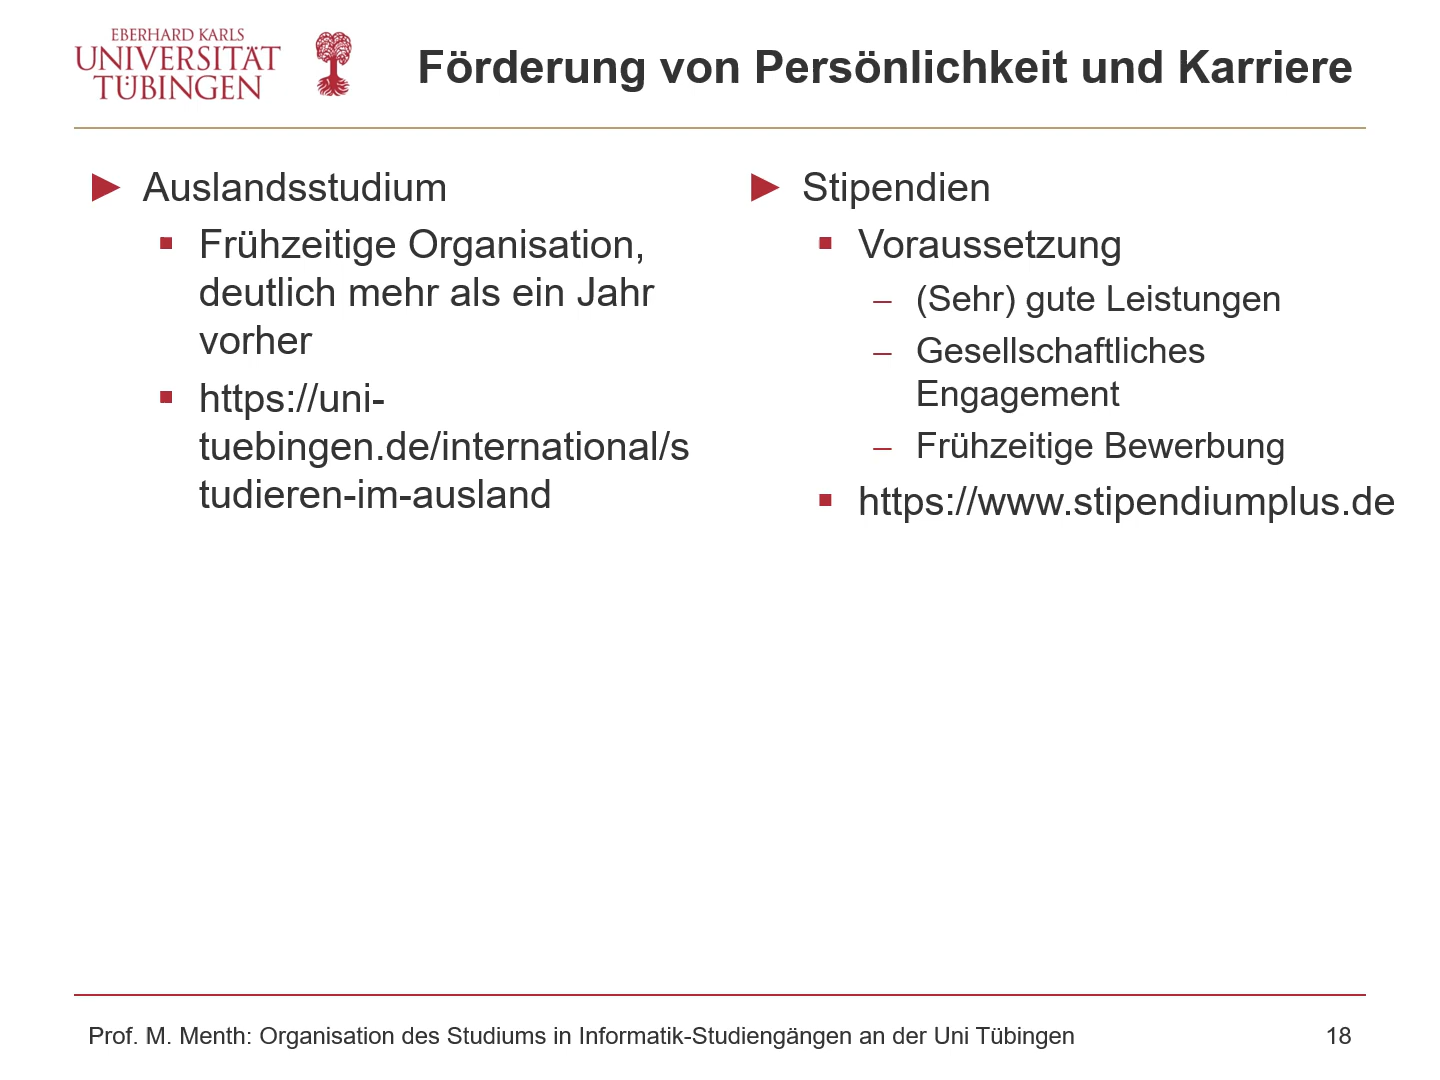 EBERHARD KARLS
UNIVERSITÄT
TÜBINGEN
Förderung von Persönlichkeit und Karriere
► Auslandsstudium
▪ Frühzeitige Organisation,
deutlich mehr als ein Jahr
vorher
▪ https://uni-
tuebingen.de/international/s
tudieren-im-ausland
► Stipendien
▪ Voraussetzung
– (Sehr) gute Leistungen
– Gesellschaftliches
Engagement
– Frühzeitige Bewerbung
▪ https://www.stipendiumplus.de
Prof. M. Menth: Organisation des Studiums in Informatik-Studiengängen an der Uni Tübingen
18